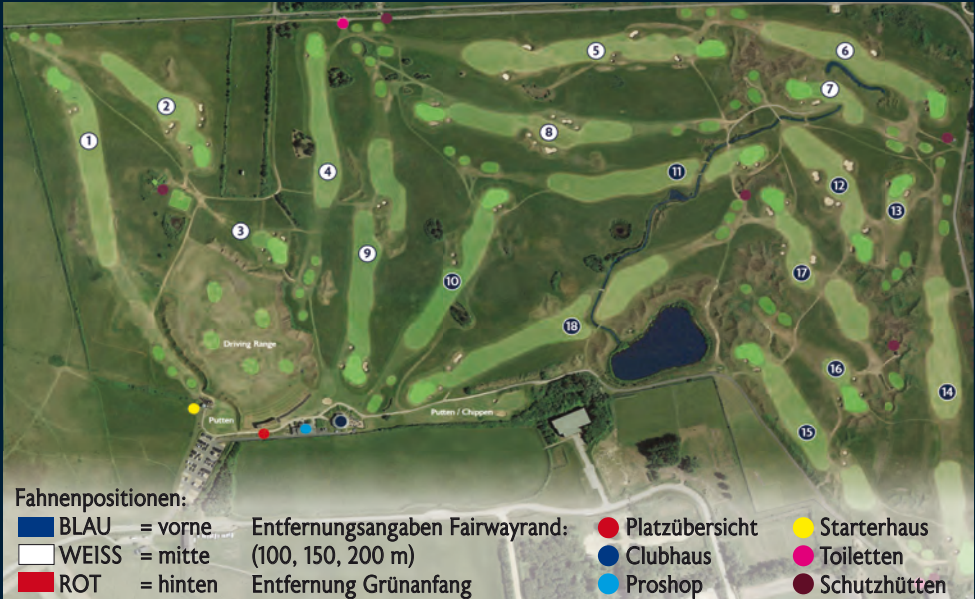 5
6
2
7
1
8
4
11
12
13
3
9
10
17
18
Driving Range
16
14
Putten
Putten / Chippen
15
Fahnenpositionen:
BLAU = vorne Entfernungsangaben Fairwayrand: Platzübersicht Starterhaus
WEISS = mitte (100, 150, 200 m) Clubhaus Toiletten
ROT = hinten Entfernung Grünanfang Proshop Schutzhütten